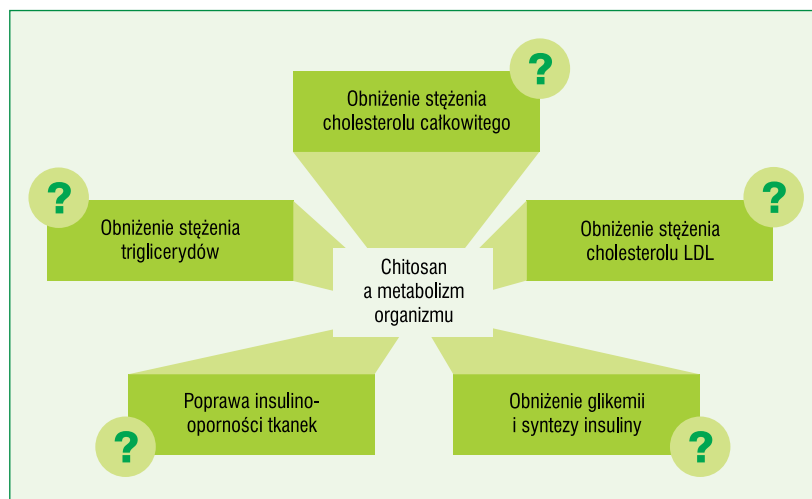 ?
Obniżenie stężenia
cholesterolu całkowitego
?
Obniżenie stężenia
triglicerydów
?
Obniżenie stężenia
cholesterolu LDL
Chitosan
a metabolizm
organizmu
Poprawa insulino-
oporności tkanek
?
Obniżenie glikemii
i syntezy insuliny
?